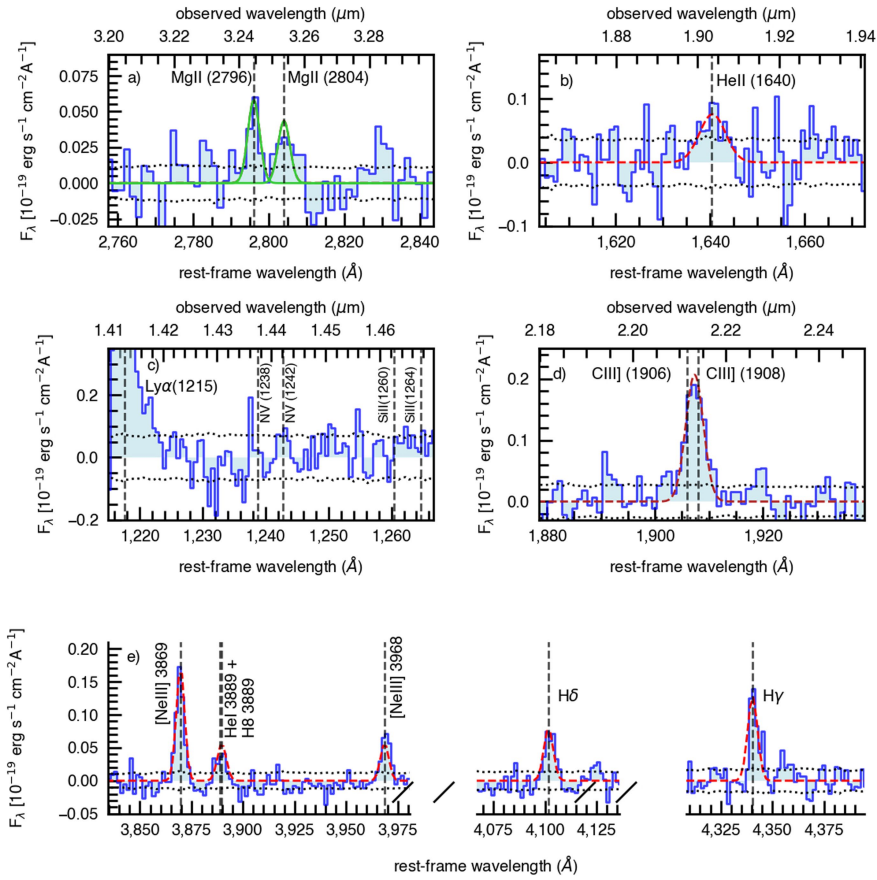 observed wavelength (μm)
3.20 3.22 3.24 3.26 3.28
a)
MgII (2796)
MgII (2804)
0.075
0.050
0.025
0.000
−0.025
Fλ [10−19 erg s−1 cm−2A−1]
2,760 2,780 2,800 2,820 2,840
rest-frame wavelength (Å)
observed wavelength (μm)
1.88 1.90 1.92 1.94
b)
HeII (1640)
0.1
0.0
−0.1
Fλ [10−19 erg s−1 cm−2A−1]
1,620 1,640 1,660
rest-frame wavelength (Å)
observed wavelength (μm)
1.41 1.42 1.43 1.44 1.45 1.46
c)
Lyα(1215)
NV (1238)
NV (1242)
SiII(1260)
SiII(1264)
0.2
0.0
−0.2
Fλ [10−19 erg s−1 cm−2A−1]
1,220 1,230 1,240 1,250 1,260
rest-frame wavelength (Å)
observed wavelength (μm)
2.18 2.20 2.22 2.24
d)
CIII] (1906)
CIII] (1908)
0.2
0.1
0.0
Fλ [10−19 erg s−1 cm−2A−1]
1,880 1,900 1,920
rest-frame wavelength (Å)
e)
[NeIII] 3869
HeI 3889 +
H8 3889
[NeIII] 3968
Hδ
Hγ
0.20
0.15
0.10
0.05
0.00
−0.05
Fλ [10−19 erg s−1 cm−2A−1]
3,850 3,875 3,900 3,925 3,950 3,975 4,075 4,100 4,125 4,325 4,350 4,375
rest-frame wavelength (Å)